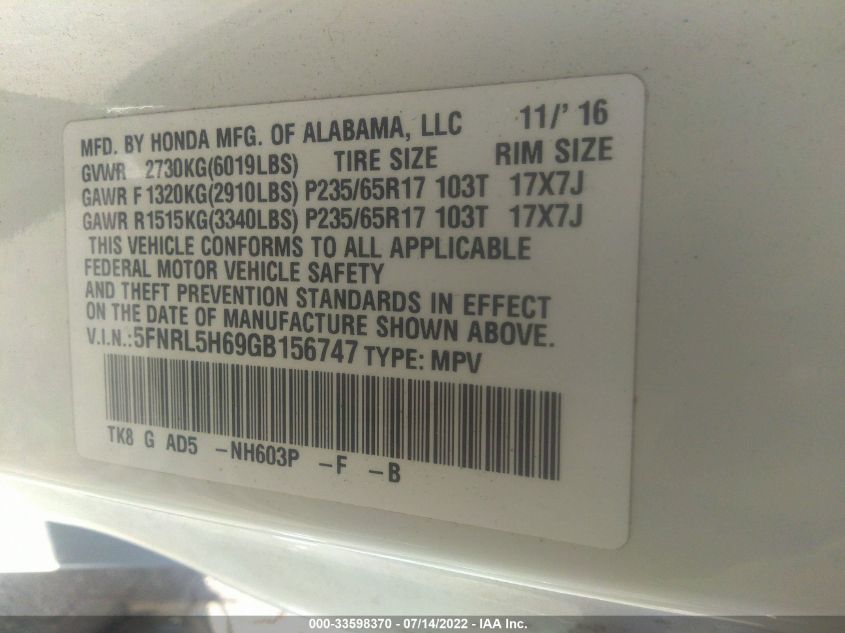 MFD. BY HONDA MFG. OF ALABAMA, LLC 11/' 16
GVWR 2730KG(6019LBS) TIRE SIZE RIM SIZE
GAWR F 1320KG(2910LBS) P235/65R17 103T 17X7J
GAWR R1515KG(3340LBS) P235/65R17 103T 17X7J
THIS VEHICLE CONFORMS TO ALL APPLICABLE
FEDERAL MOTOR VEHICLE SAFETY
AND THEFT PREVENTION STANDARDS IN EFFECT
ON THE DATE OF MANUFACTURE SHOWN ABOVE.
V.I.N.:5FNRL5H69GB156747 TYPE: MPV
TK8 G AD5 -NH603P -F -B
000-33598370 - 07/14/2022 - IAA Inc.